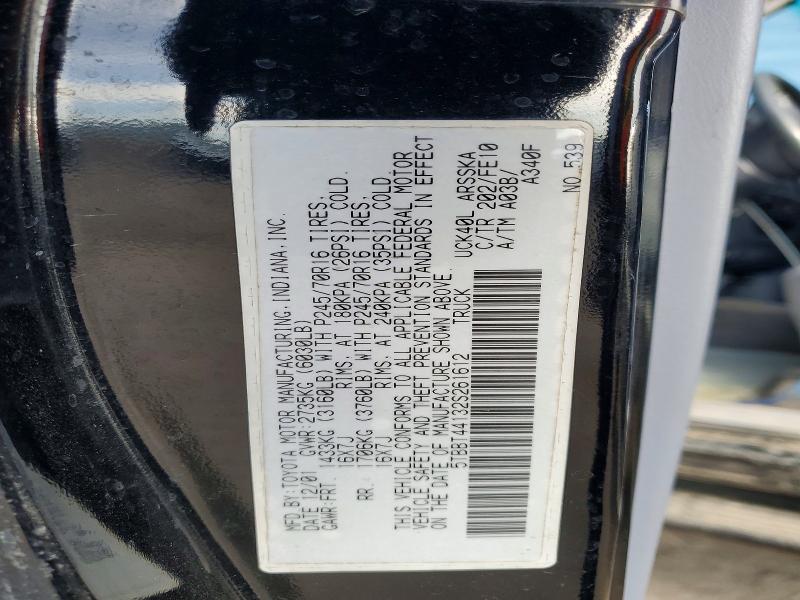 MFD.BY:TOYOTA MOTOR MANUFACTURING.INDIANA.INC.
DATE 12/01 GVWR:2735KG (6030LB)
GAWR:FRT. 1433KG (3160LB) WITH P245/70R16 TIRES.
16X7J RIMS. AT 180KPA (26PSI) COLD.
RR. 1706KG (3760LB) WITH P245/70R16 TIRES.
16X7J RIMS. AT 240KPA (35PSI) COLD.
THIS VEHICLE CONFORMS TO ALL APPLICABLE FEDERAL MOTOR
VEHICLE SAFETY AND THEFT PREVENTION STANDARDS IN EFFECT
ON THE DATE OF MANUFACTURE SHOWN ABOVE.
5TBBT44132S261612 TRUCK
UCK40L ARSSKA
C/TR 202/FE10
A/TM A03B/
A340F
NO.539